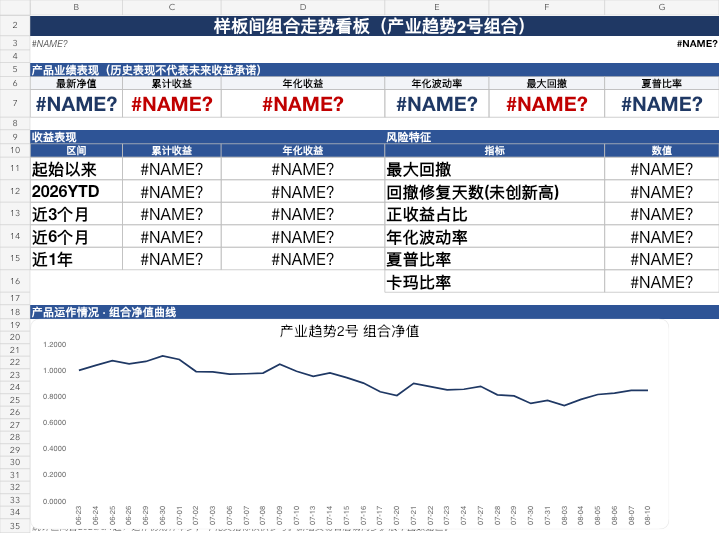 B C D E F G
2 样板间组合走势看板（产业趋势2号组合）
3 #NAME? #NAME?
4
5 产品业绩表现（历史表现不代表未来收益承诺）
6 最新净值 累计收益 年化收益 年化波动率 最大回撤 夏普比率
7 #NAME? #NAME? #NAME? #NAME? #NAME? #NAME?
8
9 收益表现 风险特征
10 区间 累计收益 年化收益 指标 数值
11 起始以来 #NAME? #NAME? 最大回撤 #NAME?
12 2026YTD #NAME? #NAME? 回撤修复天数(未创新高) #NAME?
13 近3个月 #NAME? #NAME? 正收益占比 #NAME?
14 近6个月 #NAME? #NAME? 年化波动率 #NAME?
15 近1年 #NAME? #NAME? 夏普比率 #NAME?
16 卡玛比率 #NAME?
17
18 产品运作情况 · 组合净值曲线
19
20
21
22
23
24
25
26
27
28
29
30
31
32
33
34
35
产业趋势2号 组合净值
1.2000
1.0000
0.8000
0.6000
0.4000
0.2000
0.0000
06-23 06-24 06-25 06-26 06-29 06-30 07-01 07-02 07-03 07-06 07-07 07-08 07-09 07-10 07-13 07-14 07-15 07-16 07-17 07-20 07-21 07-22 07-23 07-24 07-27 07-28 07-29 07-30 07-31 08-03 08-04 08-05 08-06 08-07 08-10